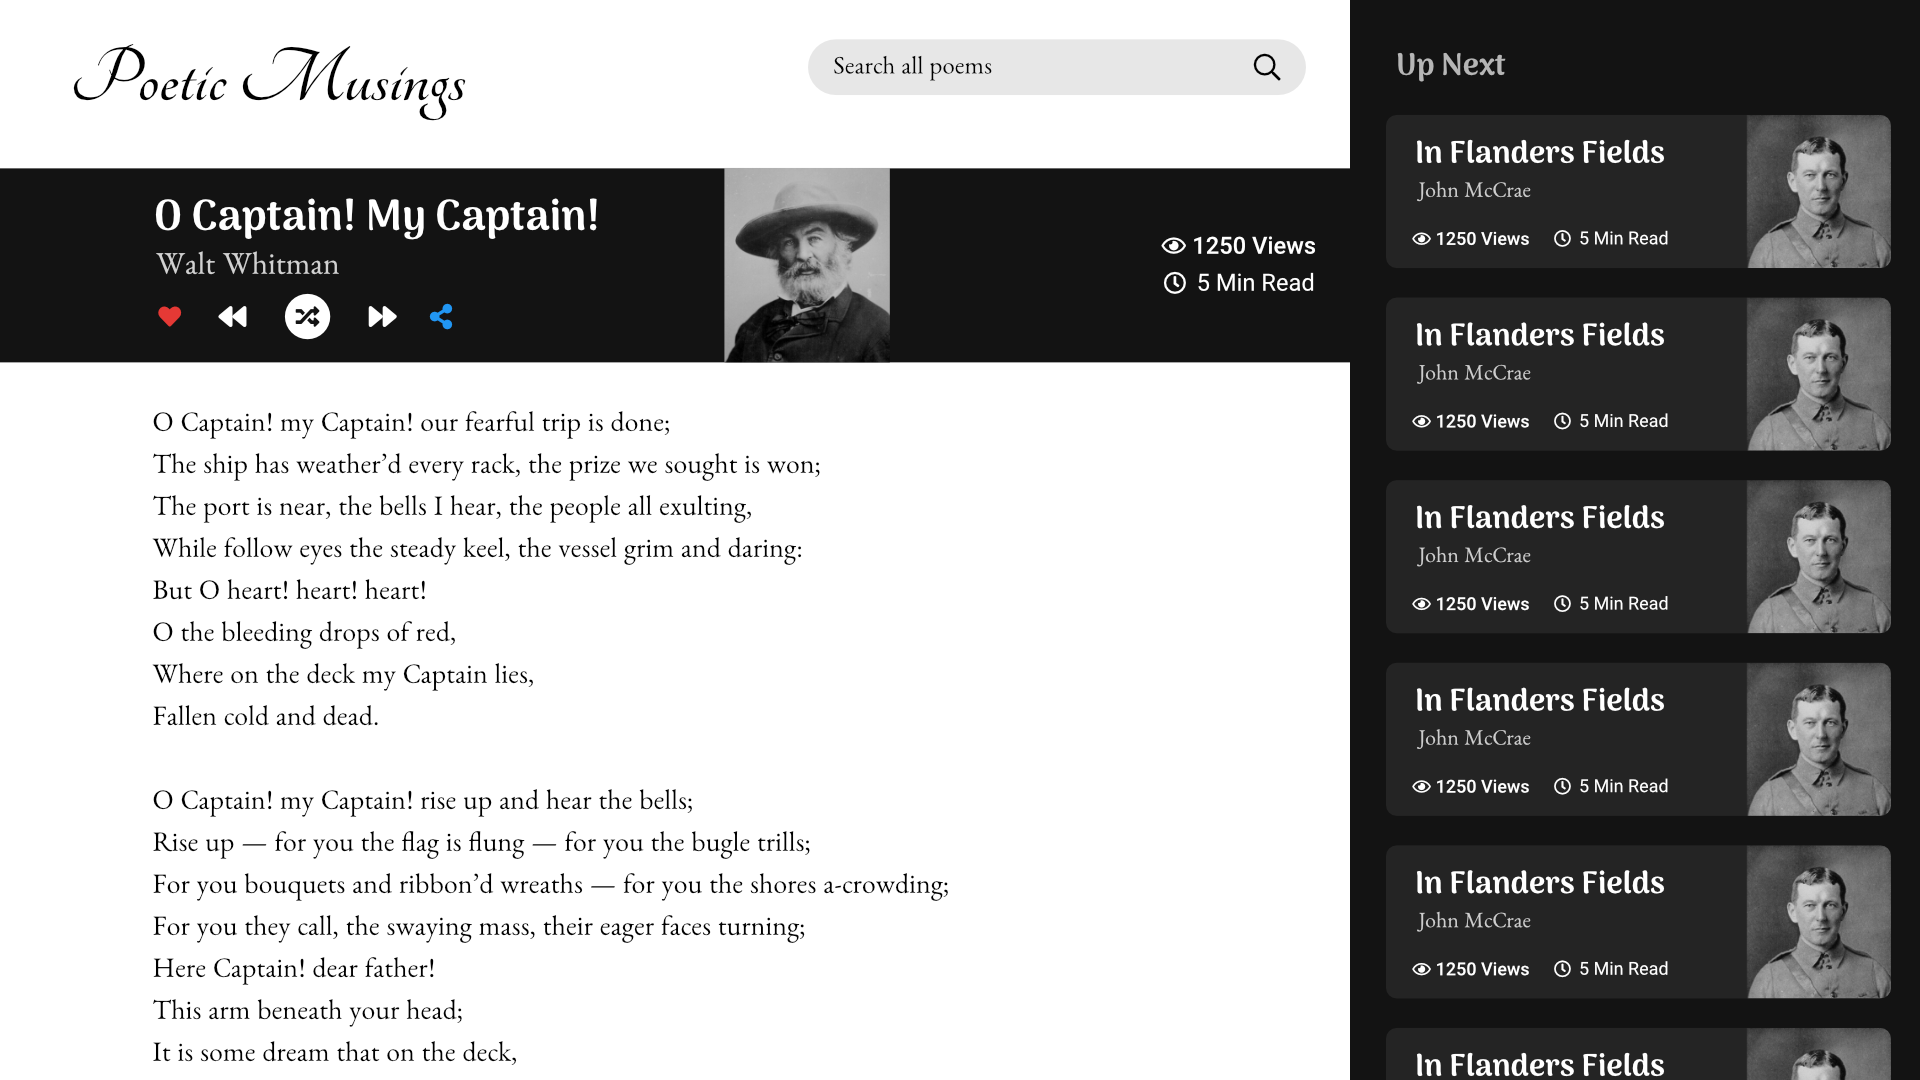 Poetic Musings
Search all poems
O Captain! My Captain!
Walt Whitman
1250 Views
5 Min Read
O Captain! my Captain! our fearful trip is done;
The ship has weather’d every rack, the prize we sought is won;
The port is near, the bells I hear, the people all exulting,
While follow eyes the steady keel, the vessel grim and daring:
But O heart! heart! heart!
O the bleeding drops of red,
Where on the deck my Captain lies,
Fallen cold and dead.
O Captain! my Captain! rise up and hear the bells;
Rise up — for you the flag is flung — for you the bugle trills;
For you bouquets and ribbon’d wreaths — for you the shores a-crowding;
For you they call, the swaying mass, their eager faces turning;
Here Captain! dear father!
This arm beneath your head;
It is some dream that on the deck,
Up Next
In Flanders Fields
John McCrae
1250 Views 5 Min Read
In Flanders Fields
John McCrae
1250 Views 5 Min Read
In Flanders Fields
John McCrae
1250 Views 5 Min Read
In Flanders Fields
John McCrae
1250 Views 5 Min Read
In Flanders Fields
John McCrae
1250 Views 5 Min Read
In Flanders Fields